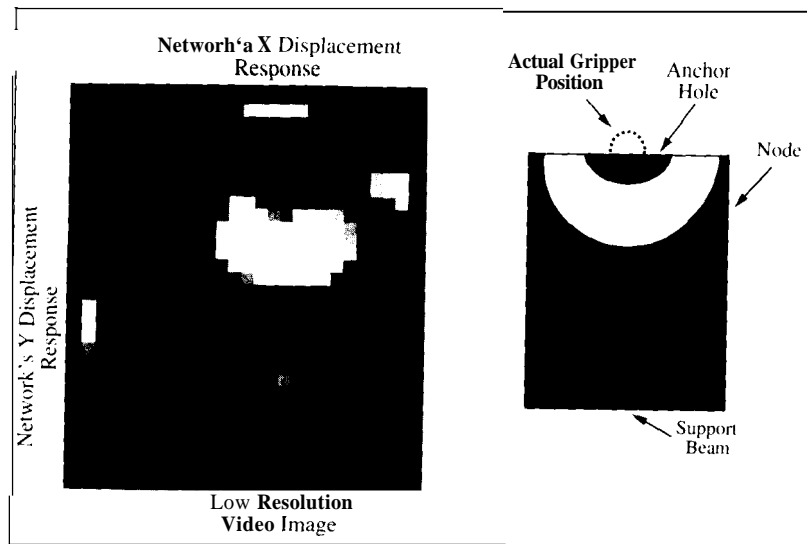 Networh‘a X Displacement
Response
Network's Y Displacement
Response
Low Resolution
Video Image
Actual Gripper
Position
Anchor
Hole
Node
Support
Beam